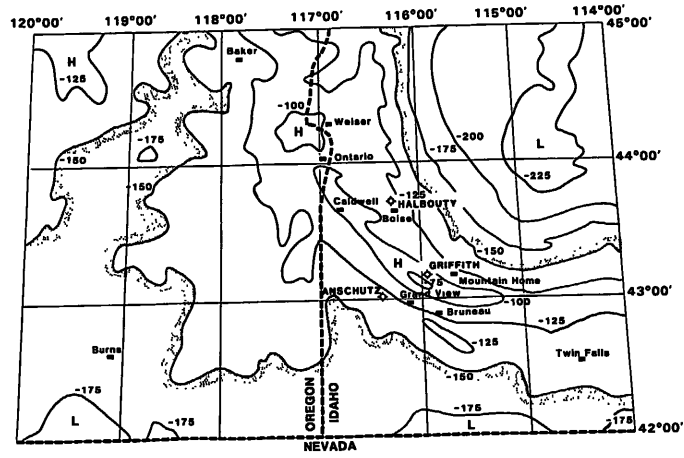 120°00' 119°00' 118°00' 117°00' 116°00' 115°00' 114°00'
45°00'
H
-125
Baker
-100
H
Weiser
-200
L
-175
-150
-175
Ontario
44°00'
-225
-150
-125
Caldwell
HALBOUTY
Boise
-150
H
GRIFFITH
-75
Mountain Home
ANSCHUTZ
Grand View
-100
43°00'
Bruneau
-125
-125
Burns
Twin Falls
-150
-175
L
-175
OREGON
IDAHO
-175
L
-175
42°00'
NEVADA